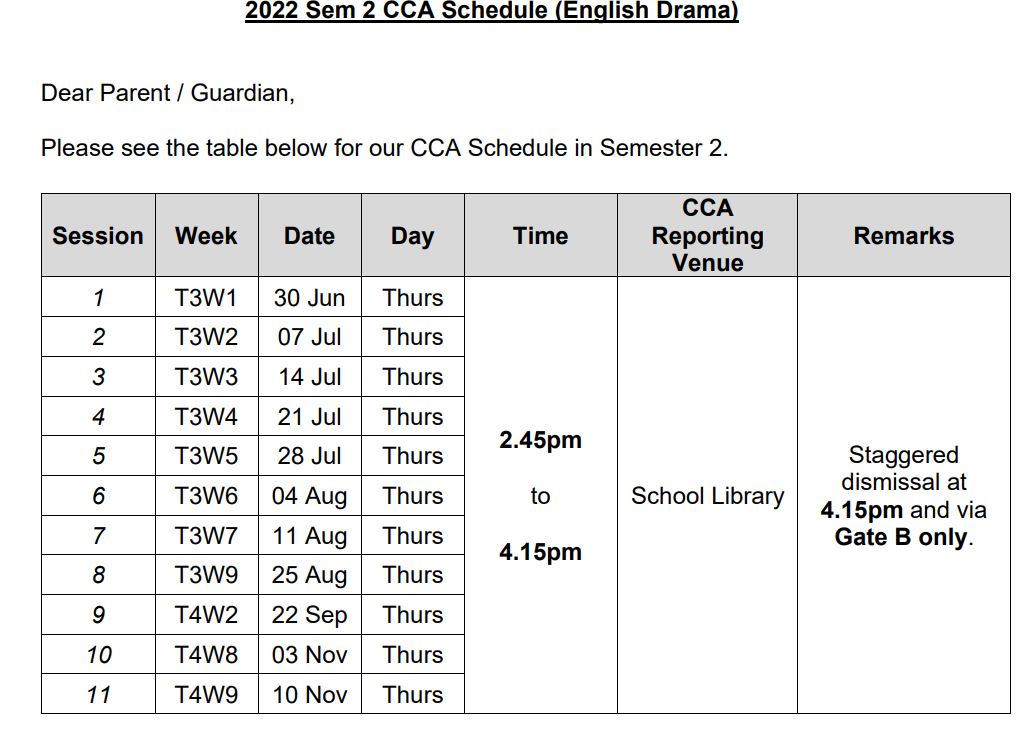 2022 Sem 2 CCA Schedule (English Drama)
Dear Parent / Guardian,
Please see the table below for our CCA Schedule in Semester 2.
Session Week Date Day Time CCA Reporting Venue Remarks
1 T3W1 30 Jun Thurs
2 T3W2 07 Jul Thurs
3 T3W3 14 Jul Thurs
4 T3W4 21 Jul Thurs
5 T3W5 28 Jul Thurs
6 T3W6 04 Aug Thurs
7 T3W7 11 Aug Thurs
8 T3W9 25 Aug Thurs
9 T4W2 22 Sep Thurs
10 T4W8 03 Nov Thurs
11 T4W9 10 Nov Thurs
2.45pm
to
4.15pm
School Library
Staggered
dismissal at
4.15pm and via
Gate B only.